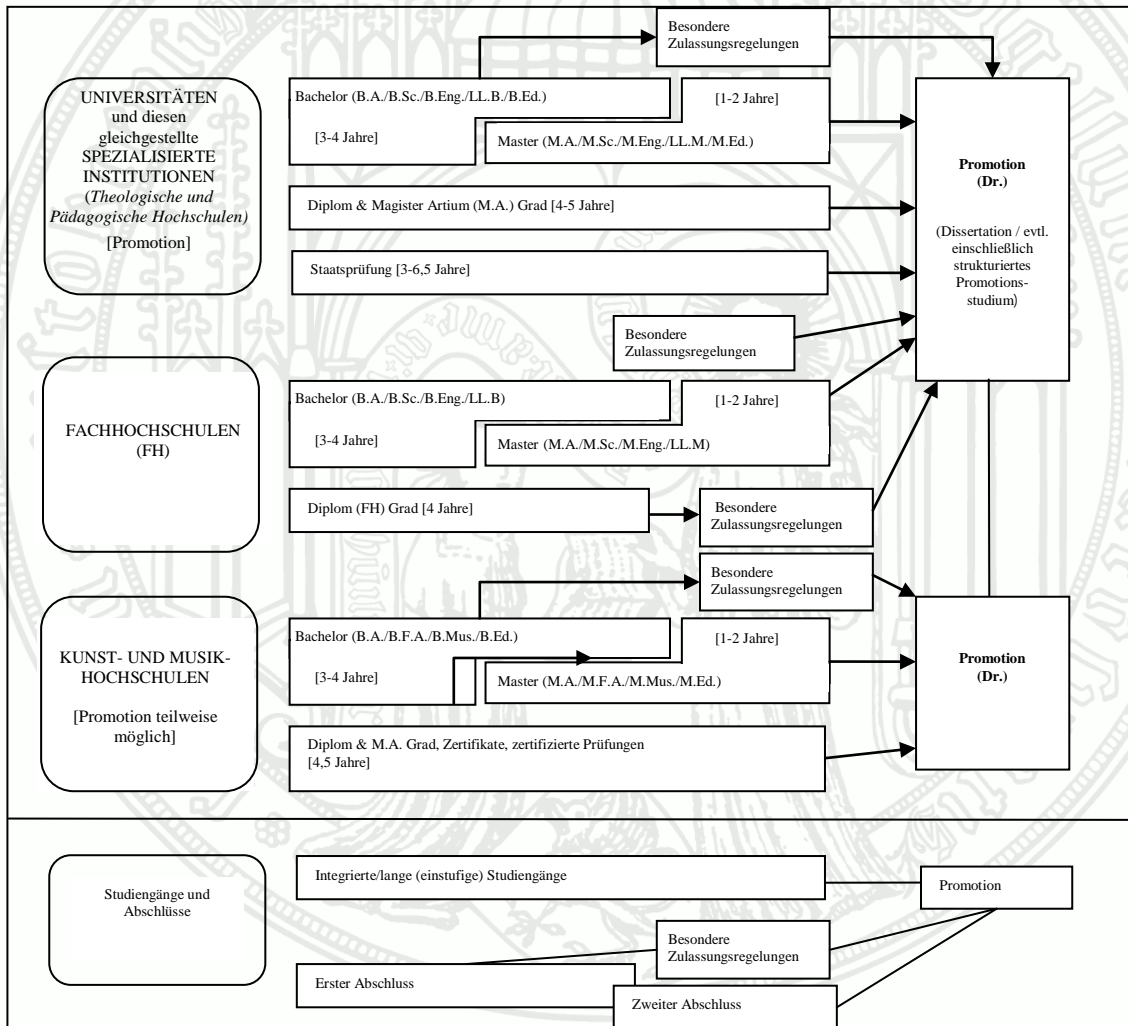 Besondere
Zulassungsregelungen
UNIVERSITÄTEN
und diesen
gleichgestellte
SPEZIALISIERTE
INSTITUTIONEN
(Theologische und
Pädagogische Hochschulen)
[Promotion]
Bachelor (B.A./B.Sc./B.Eng./LL.B./B.Ed.)
[3-4 Jahre]
[1-2 Jahre]
Master (M.A./M.Sc./M.Eng./LL.M./M.Ed.)
Diplom & Magister Artium (M.A.) Grad [4-5 Jahre]
Staatsprüfung [3-6,5 Jahre]
Promotion
(Dr.)
(Dissertation / evtl.
einschließlich
strukturiertes
Promotions-
studium)
Besondere
Zulassungsregelungen
FACHHOCHSCHULEN
(FH)
Bachelor (B.A./B.Sc./B.Eng./LL.B)
[3-4 Jahre]
[1-2 Jahre]
Master (M.A./M.Sc./M.Eng./LL.M)
Diplom (FH) Grad [4 Jahre]
Besondere
Zulassungsregelungen
Besondere
Zulassungsregelungen
KUNST- UND MUSIK-
HOCHSCHULEN
[Promotion teilweise
möglich]
Bachelor (B.A./B.F.A./B.Mus./B.Ed.)
[3-4 Jahre]
[1-2 Jahre]
Master (M.A./M.F.A./M.Mus./M.Ed.)
Diplom & M.A. Grad, Zertifikate, zertifizierte Prüfungen
[4,5 Jahre]
Promotion
(Dr.)
Studiengänge und
Abschlüsse
Integrierte/lange (einstufige) Studiengänge
Promotion
Besondere
Zulassungsregelungen
Erster Abschluss
Zweiter Abschluss